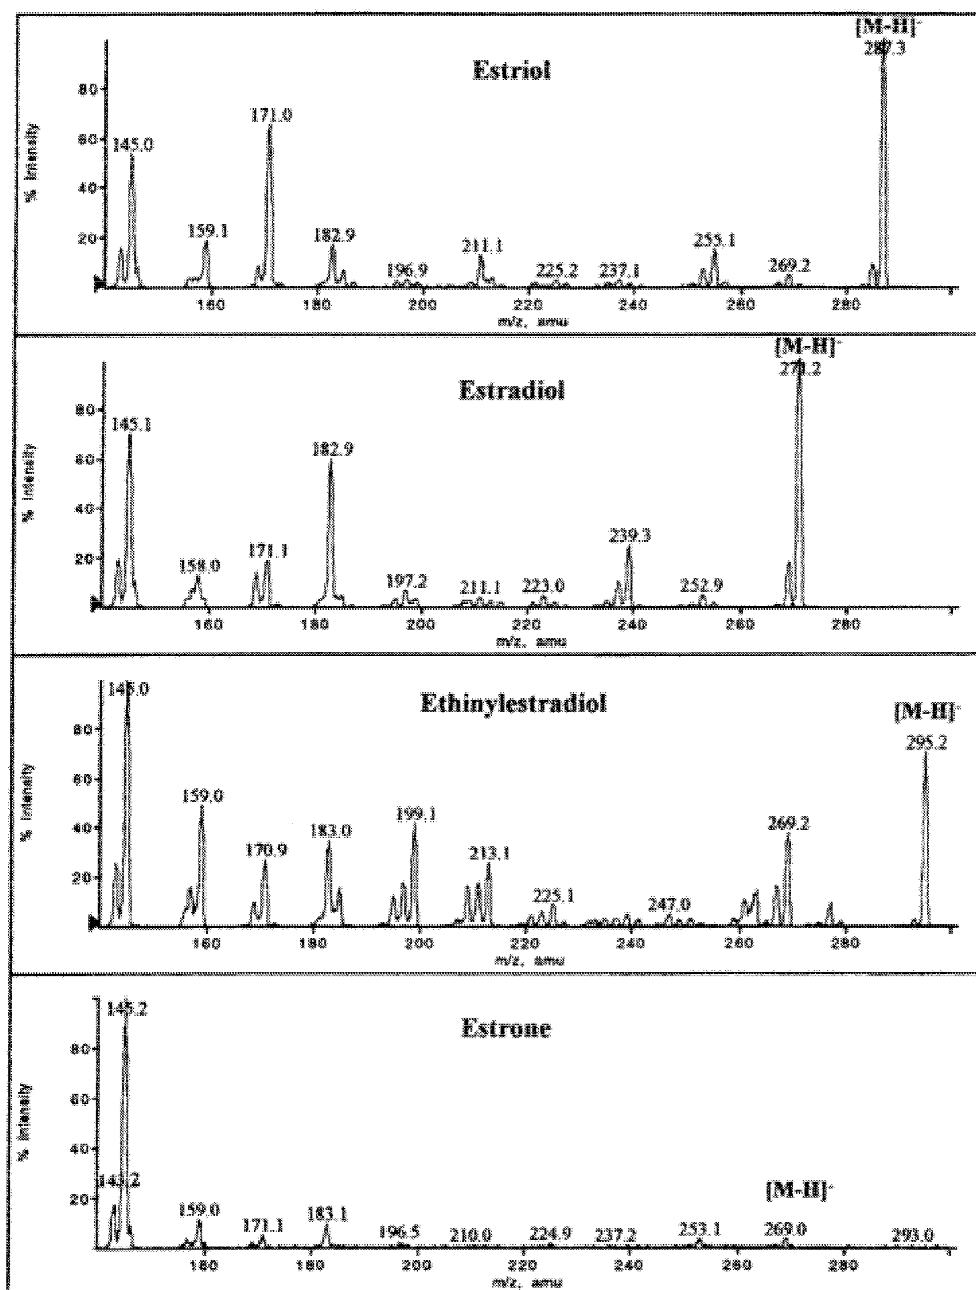 [M-H]-
287.3
Estriol
80
60
40
20
% Intensity
145.0
159.1
171.0
182.9
196.9
211.1
225.2
237.1
255.1
269.2
160 180 200 220 240 260 280
m/z, amu
[M-H]-
271.2
Estradiol
80
60
40
20
% Intensity
145.1
158.0
171.1
182.9
197.2
211.1
223.0
239.3
252.9
160 180 200 220 240 260 280
m/z, amu
Ethinylestradiol
[M-H]-
295.2
80
60
40
20
% Intensity
145.0
159.0
170.9
183.0
199.1
213.1
225.1
247.0
269.2
160 180 200 220 240 260 280
m/z, amu
Estrone
80
60
40
20
% Intensity
145.2
143.2
159.0
171.1
183.1
196.5
210.0
224.9
237.2
253.1
[M-H]-
269.0
293.0
160 180 200 220 240 260 280
m/z, amu